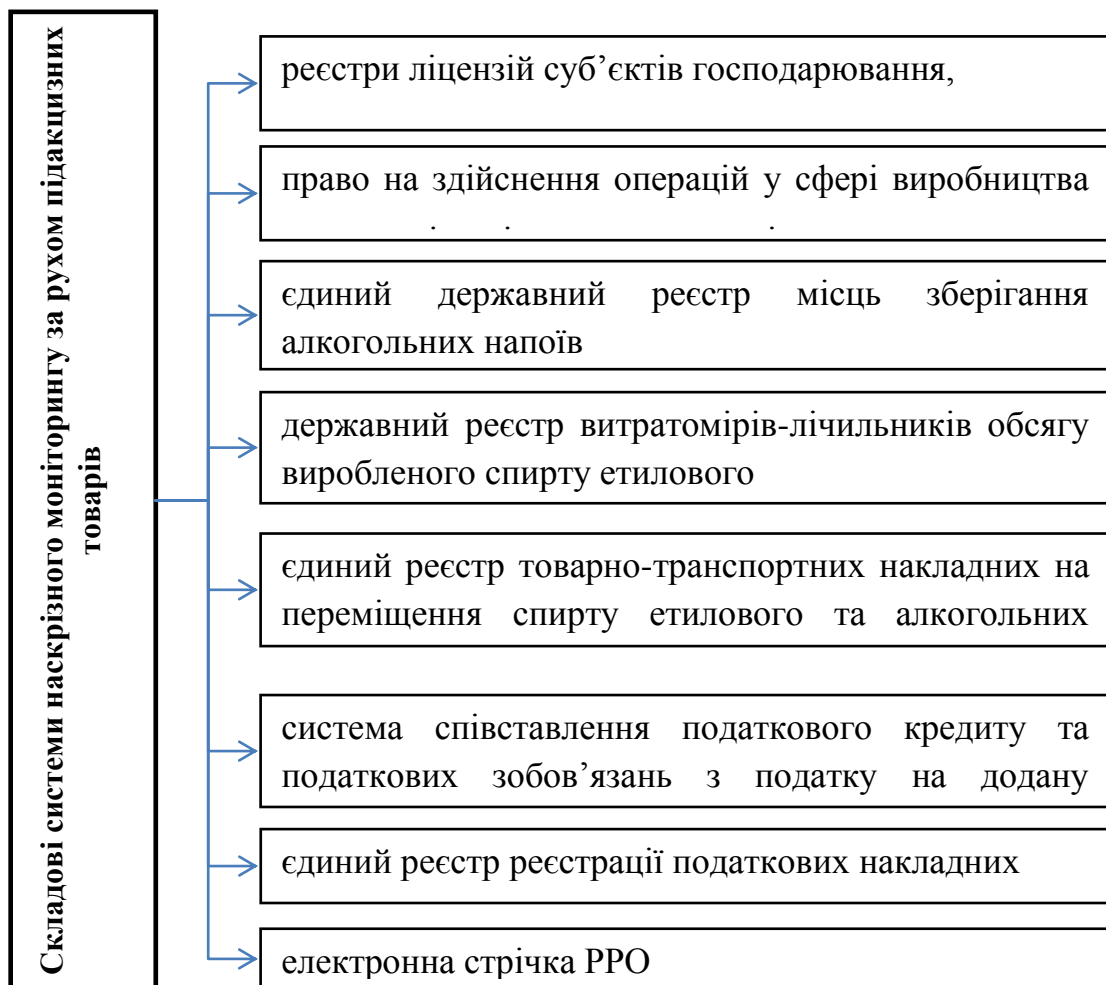 Складові системи наскрізного моніторингу за рухом підакцизних
товарів
реєстри ліцензій суб’єктів господарювання,
право на здійснення операцій у сфері виробництва
єдиний державний реєстр місць зберігання
алкогольних напоїв
державний реєстр витратомірів-лічильників обсягу
виробленого спирту етилового
єдиний реєстр товарно-транспортних накладних на
переміщення спирту етилового та алкогольних
система співставлення податкового кредиту та
податкових зобов’язань з податку на додану
єдиний реєстр реєстрації податкових накладних
електронна стрічка РРО